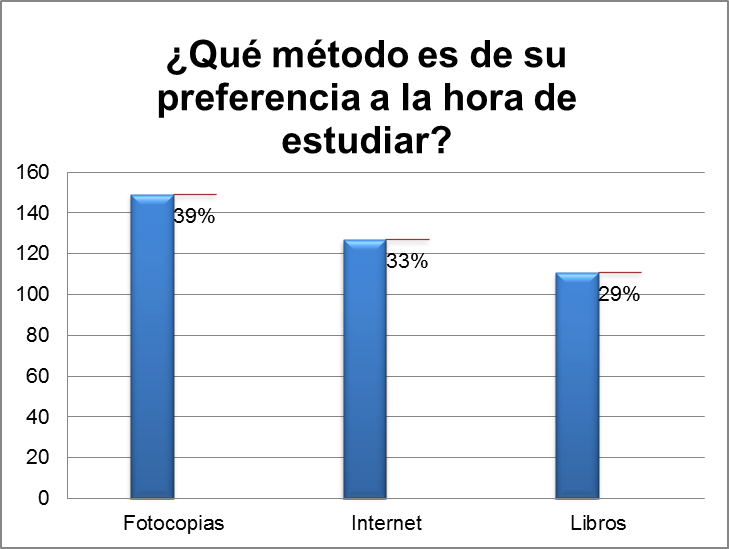 ¿Qué método es de su
preferencia a la hora de
estudiar?
160
140
120
100
80
60
40
20
0
39%
33%
29%
Fotocopias
Internet
Libros